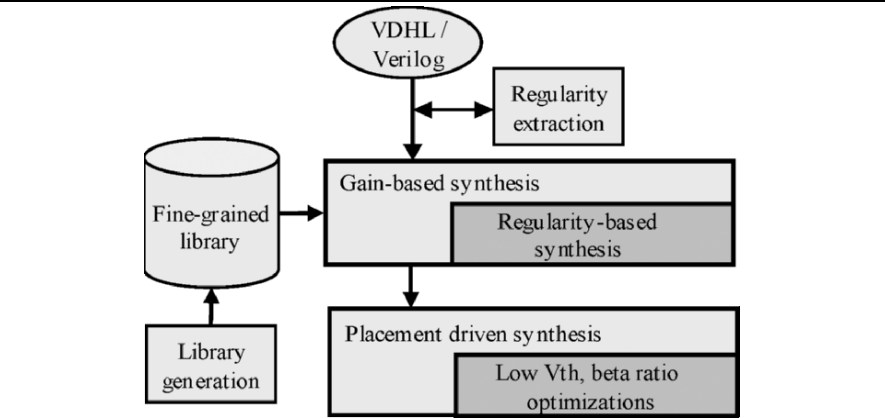 VDHL /
Verilog
Regularity
extraction
Gain-based synthesis
Fine-grained
library
Regularity-based
synthesis
Library
generation
Placement driven synthesis
Low Vth, beta ratio
optimizations